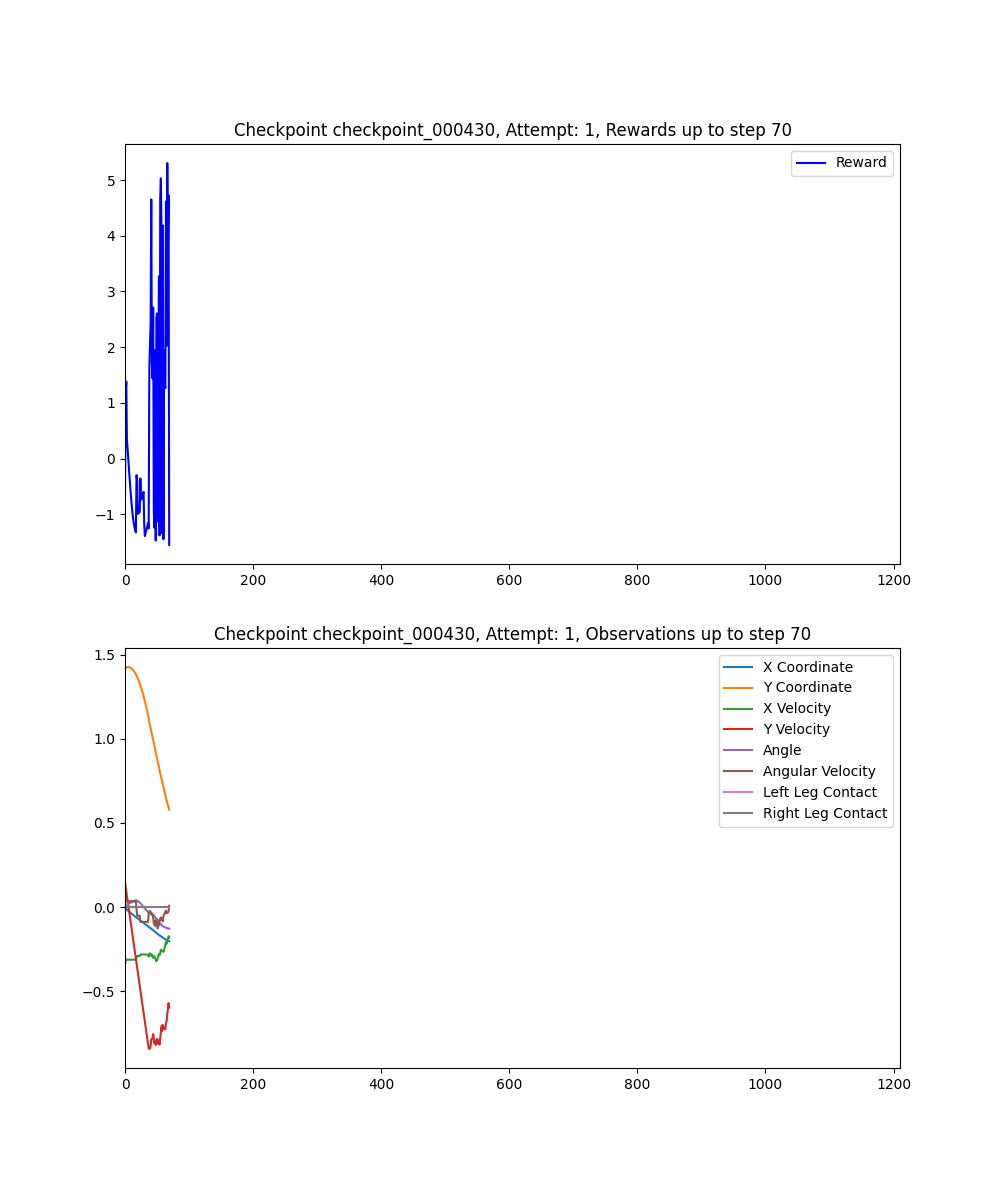 Checkpoint checkpoint_000430, Attempt: 1, Rewards up to step 70
Reward
5
4
3
2
1
0
−1
0 200 400 600 800 1000 1200
Checkpoint checkpoint_000430, Attempt: 1, Observations up to step 70
X Coordinate
Y Coordinate
X Velocity
Y Velocity
Angle
Angular Velocity
Left Leg Contact
Right Leg Contact
1.5
1.0
0.5
0.0
−0.5
0 200 400 600 800 1000 1200